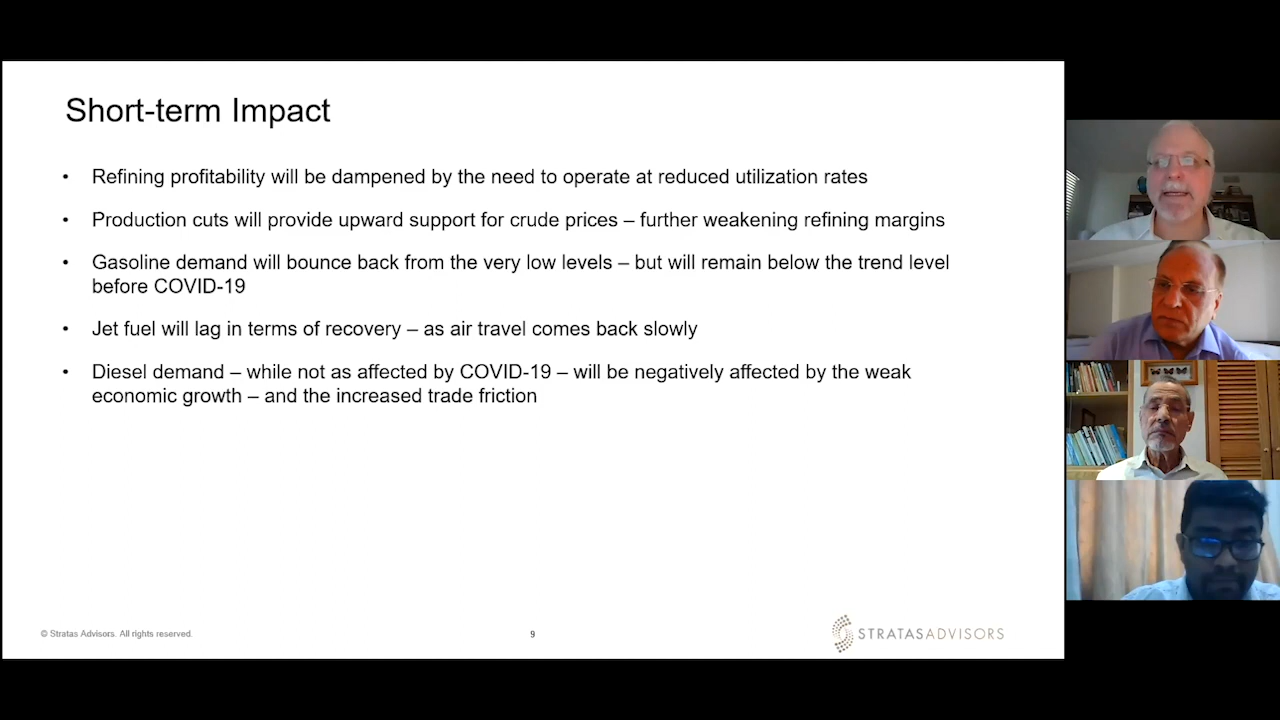 Short-term Impact
• Refining profitability will be dampened by the need to operate at reduced utilization rates
• Production cuts will provide upward support for crude prices – further weakening refining margins
• Gasoline demand will bounce back from the very low levels – but will remain below the trend level
before COVID-19
• Jet fuel will lag in terms of recovery – as air travel comes back slowly
• Diesel demand – while not as affected by COVID-19 – will be negatively affected by the weak
economic growth – and the increased trade friction
© Stratas Advisors. All rights reserved.
9
STRATASADVISORS